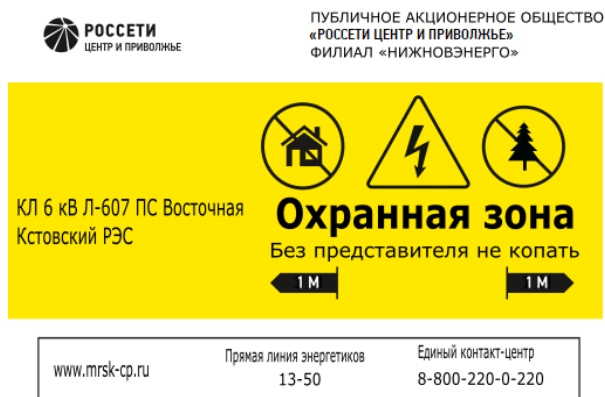 РОССЕТИ
ЦЕНТР И ПРИВОЛЖЬЕ
ПУБЛИЧНОЕ АКЦИОНЕРНОЕ ОБЩЕСТВО
«РОССЕТИ ЦЕНТР И ПРИВОЛЖЬЕ»
ФИЛИАЛ «НИЖНОВЭНЕРГО»
КЛ 6 кВ Л-607 ПС Восточная
Кстовский РЭС
Охранная зона
Без представителя не копать
1 М
1 М
www.mrsk-cp.ru
Прямая линия энергетиков
13-50
Единый контакт-центр
8-800-220-0-220